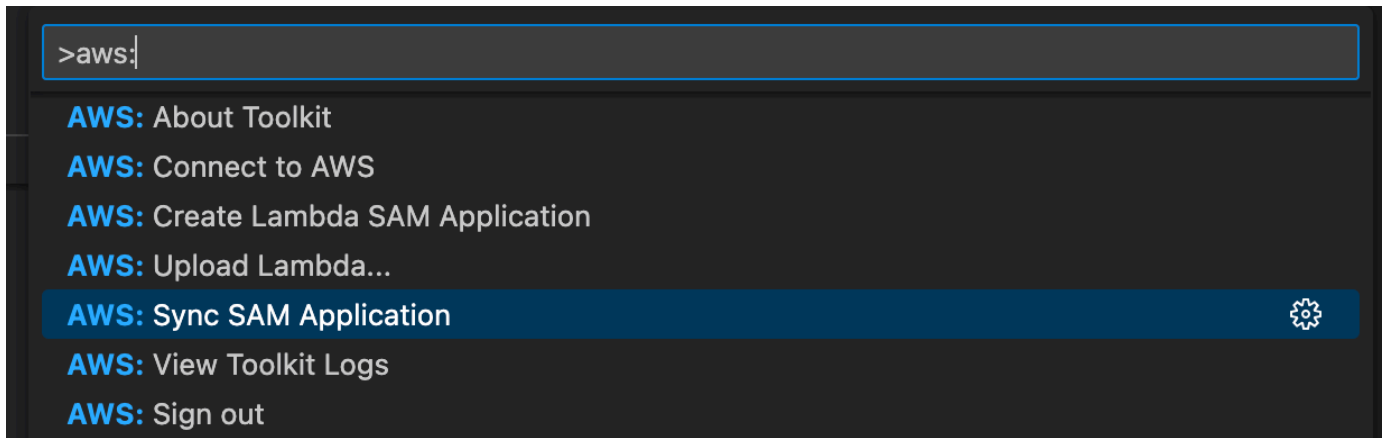 >aws:
AWS: About Toolkit
AWS: Connect to AWS
AWS: Create Lambda SAM Application
AWS: Upload Lambda...
AWS: Sync SAM Application
AWS: View Toolkit Logs
AWS: Sign out